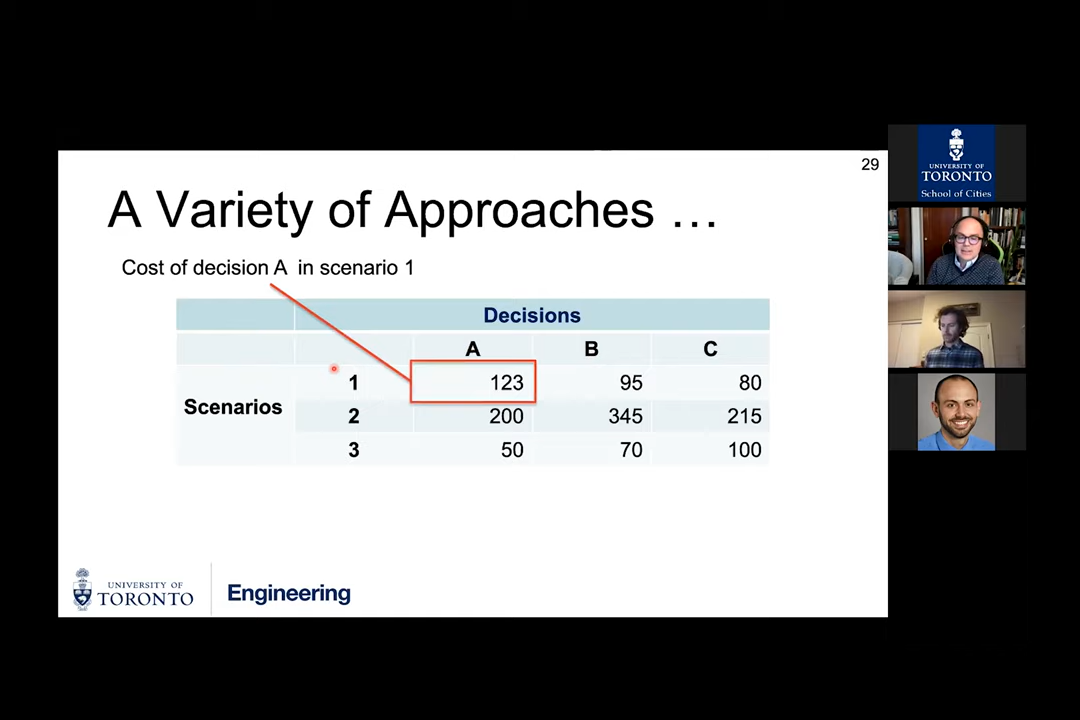 29
A Variety of Approaches ...
Cost of decision A in scenario 1
Decisions
A B C
1 123 95 80
Scenarios
2 200 345 215
3 50 70 100
UNIVERSITY OF
TORONTO
Engineering
UNIVERSITY OF
TORONTO
School of Cities